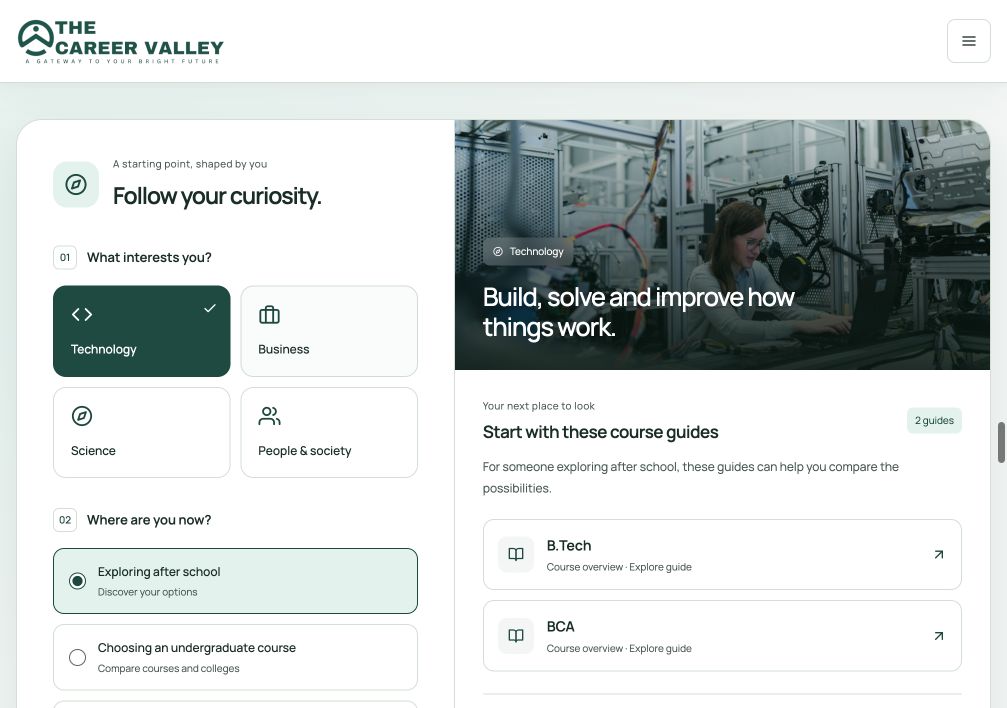 THE
CAREER VALLEY
A GATEWAY TO YOUR BRIGHT FUTURE
A starting point, shaped by you
Follow your curiosity.
01 What interests you?
Technology
Business
Science
People & society
02 Where are you now?
Exploring after school
Discover your options
Choosing an undergraduate course
Compare courses and colleges
Technology
Build, solve and improve how
things work.
Your next place to look
Start with these course guides
2 guides
For someone exploring after school, these guides can help you compare the
possibilities.
B.Tech
Course overview · Explore guide
BCA
Course overview · Explore guide